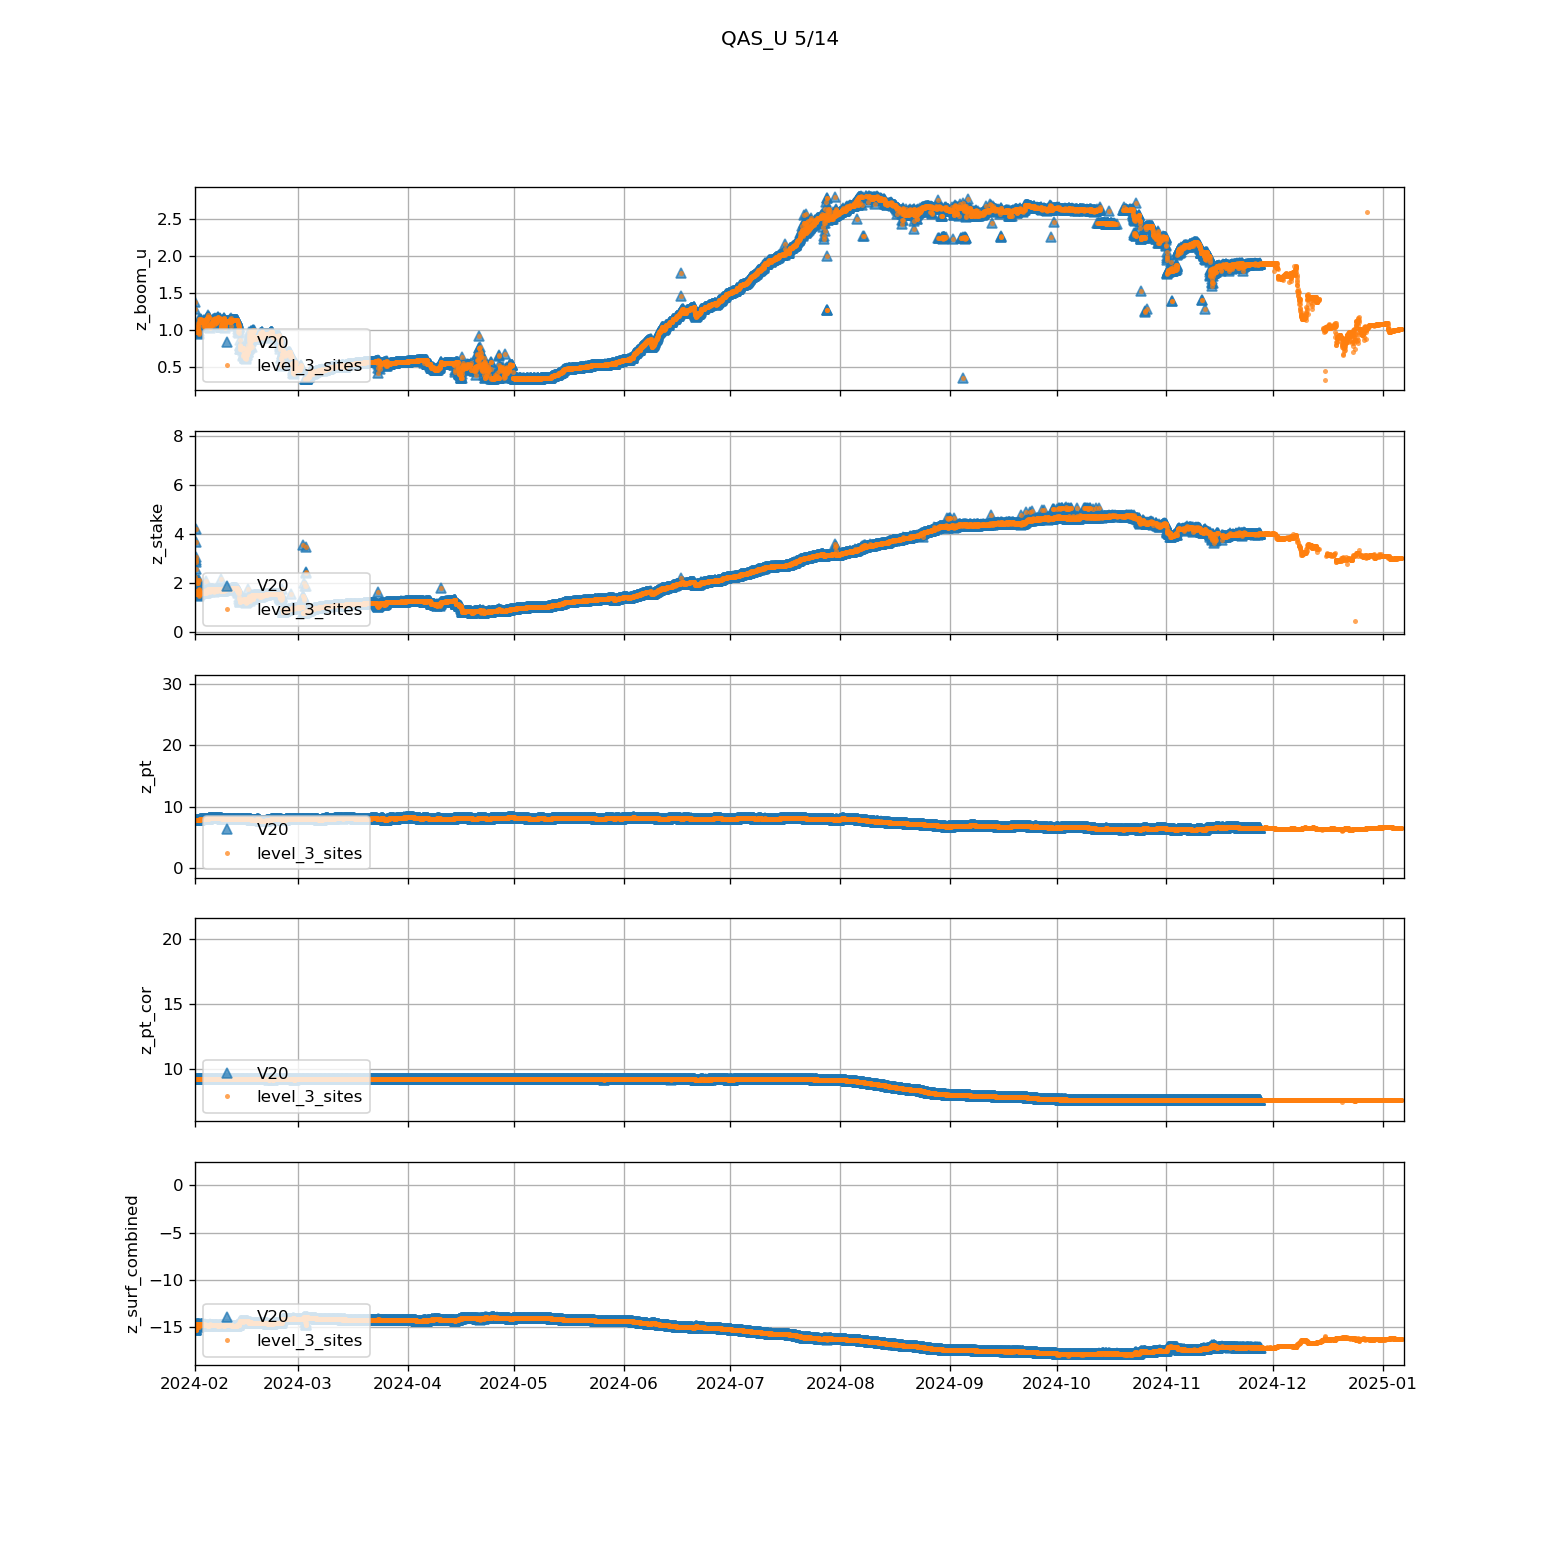 QAS_U 5/14
z_boom_u
2.5
2.0
1.5
1.0
0.5
V20
level_3_sites
z_stake
8
6
4
2
0
V20
level_3_sites
z_pt
30
20
10
0
V20
level_3_sites
z_pt_cor
20
15
10
V20
level_3_sites
z_surf_combined
0
−5
−10
−15
V20
level_3_sites
2024-02 2024-03 2024-04 2024-05 2024-06 2024-07 2024-08 2024-09 2024-10 2024-11 2024-12 2025-01